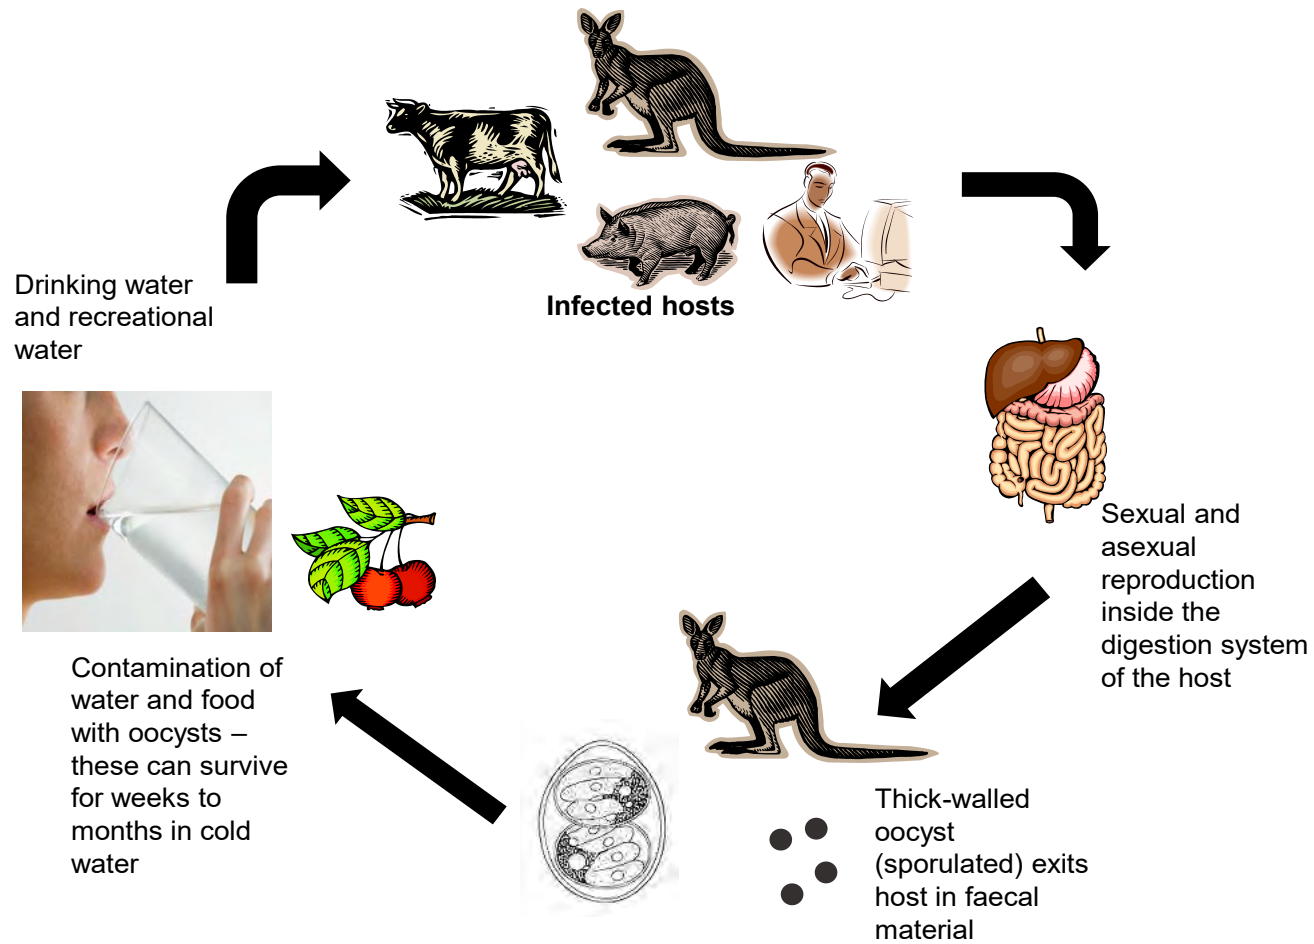 Infected hosts
Sexual and
asexual
reproduction
inside the
digestion system
of the host
Thick-walled
oocyst
(sporulated) exits
host in faecal
material
Contamination of
water and food
with oocysts –
these can survive
for weeks to
months in cold
water
Drinking water
and recreational
water